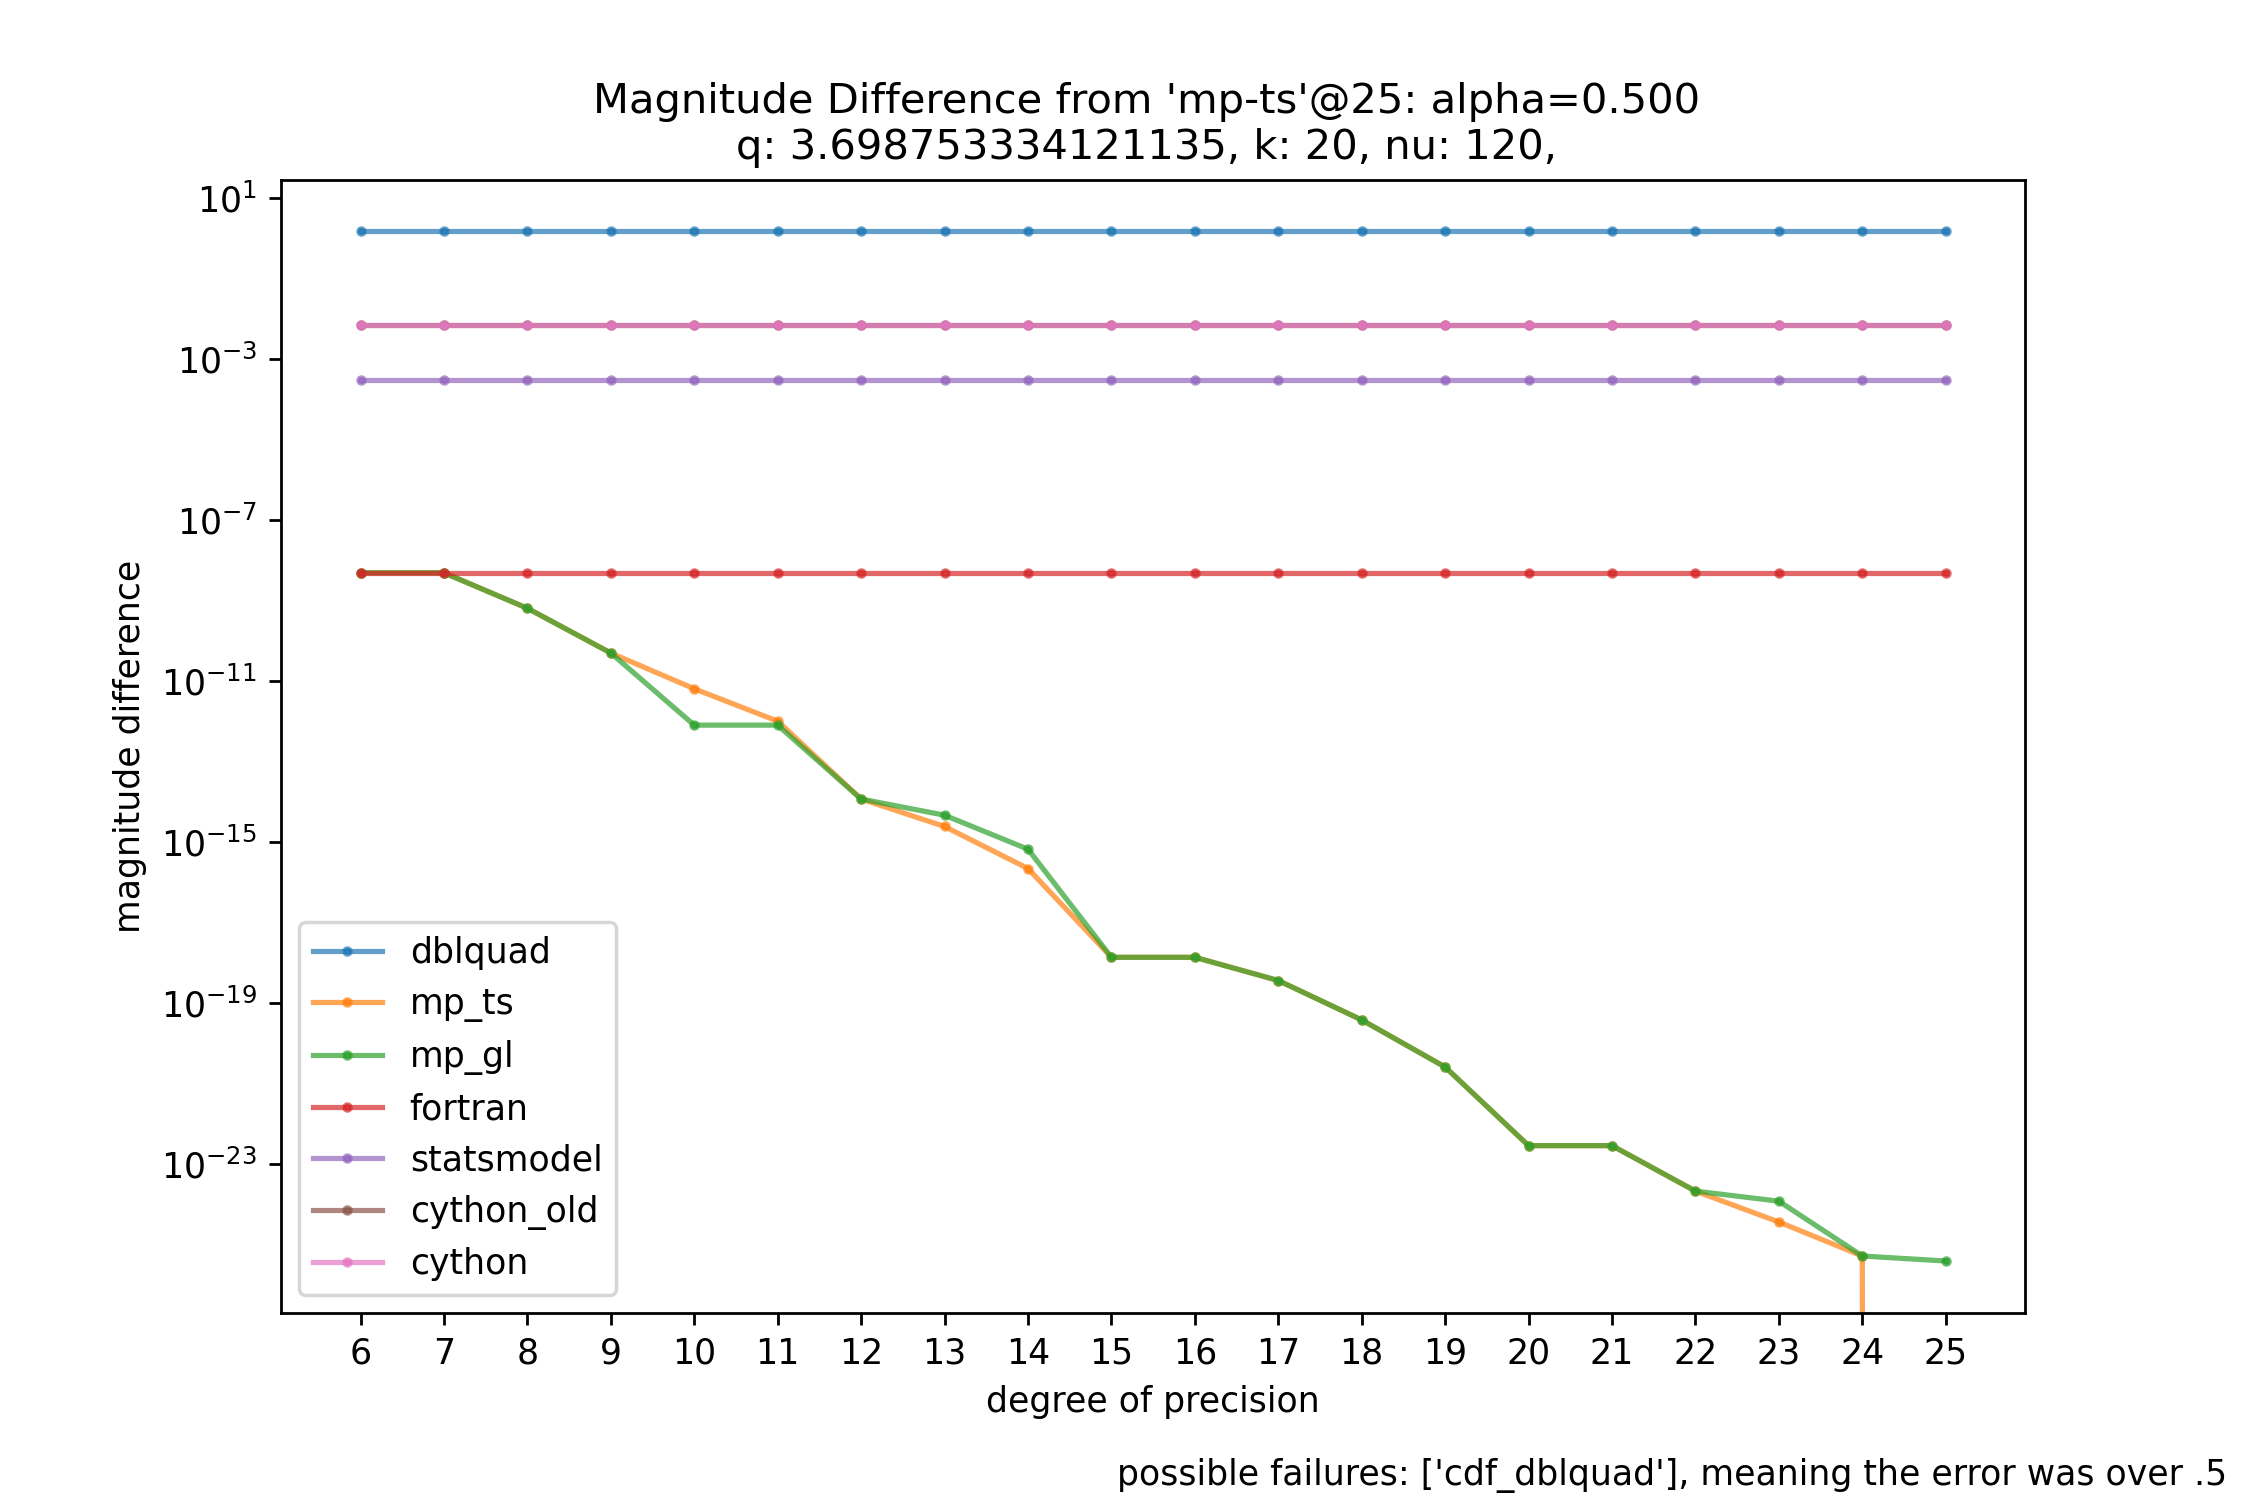 Magnitude Difference from 'mp-ts'@25: alpha=0.500
q: 3.698753334121135, k: 20, nu: 120,
magnitude difference
10¹
10⁻³
10⁻⁷
10⁻¹¹
10⁻¹⁵
10⁻¹⁹
10⁻²³
dblquad
mp_ts
mp_gl
fortran
statsmodel
cython_old
cython
6 7 8 9 10 11 12 13 14 15 16 17 18 19 20 21 22 23 24 25
degree of precision
possible failures: ['cdf_dblquad'], meaning the error was over .5